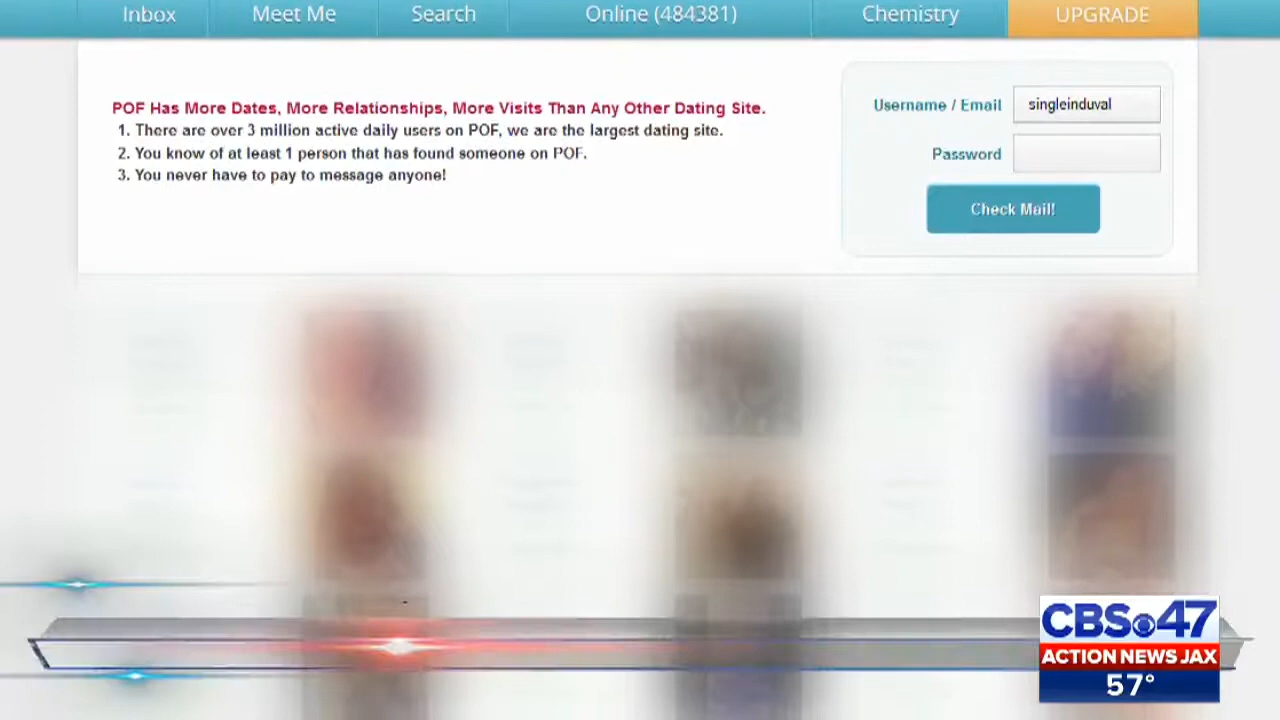 Inbox
Meet Me
Search
Online (484381)
Chemistry
UPGRADE
POF Has More Dates, More Relationships, More Visits Than Any Other Dating Site.
1. There are over 3 million active daily users on POF, we are the largest dating site.
2. You know of at least 1 person that has found someone on POF.
3. You never have to pay to message anyone!
Username / Email
singleinduval
Password
Check Mail!
CBS 47
ACTION NEWS JAX
57°